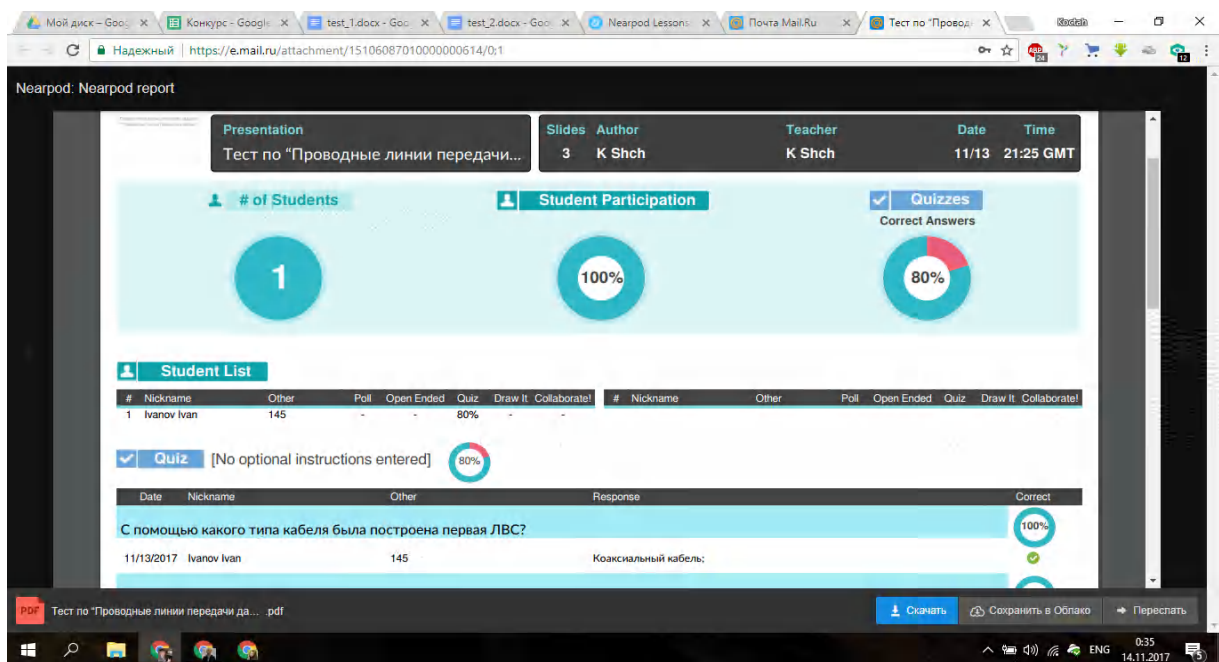 Мой диск – Goo
Конкурс - Google
test_1.docx - Goo
test_2.docx - Goo
Nearpod Lessons
Почта Mail.Ru
Тест по "Провод
Надежный | https://e.mail.ru/attachment/15106087010000000614/0;1
24
12
Nearpod: Nearpod report
Presentation Slides Author Teacher Date Time
Тест по "Проводные линии передачи... 3 K Shch K Shch 11/13 21:25 GMT
# of Students Student Participation Quizzes
Correct Answers
1 100% 80%
Student List
# Nickname Other Poll Open Ended Quiz Draw It Collaborate! # Nickname Other Poll Open Ended Quiz Draw It Collaborate!
1 Ivanov Ivan 145 - - 80% - -
Quiz [No optional instructions entered] 80%
Date Nickname Other Response Correct
С помощью какого типа кабеля была построена первая ЛВС? 100%
11/13/2017 Ivanov Ivan 145 Коаксиальный кабель;
PDF Тест по "Проводные линии передачи да... .pdf Скачать Сохранить в Облако Переслать
ENG 0:35
14.11.2017 5